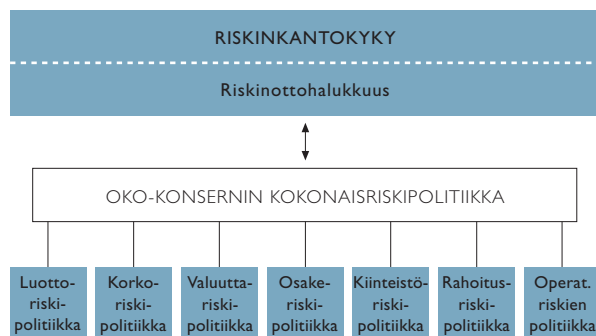 RISKINKANTOKYKY
Riskinottohalukkuus
OKO-KONSERNIN KOKONAISRISKIPOLITIIKKA
Luotto-
riski-
politiikka
Korko-
riski-
politiikka
Valuutta-
riski-
politiikka
Osake-
riski-
politiikka
Kiinteistö-
riski-
politiikka
Rahoitus-
riski-
politiikka
Operat.
riskien
politiikka